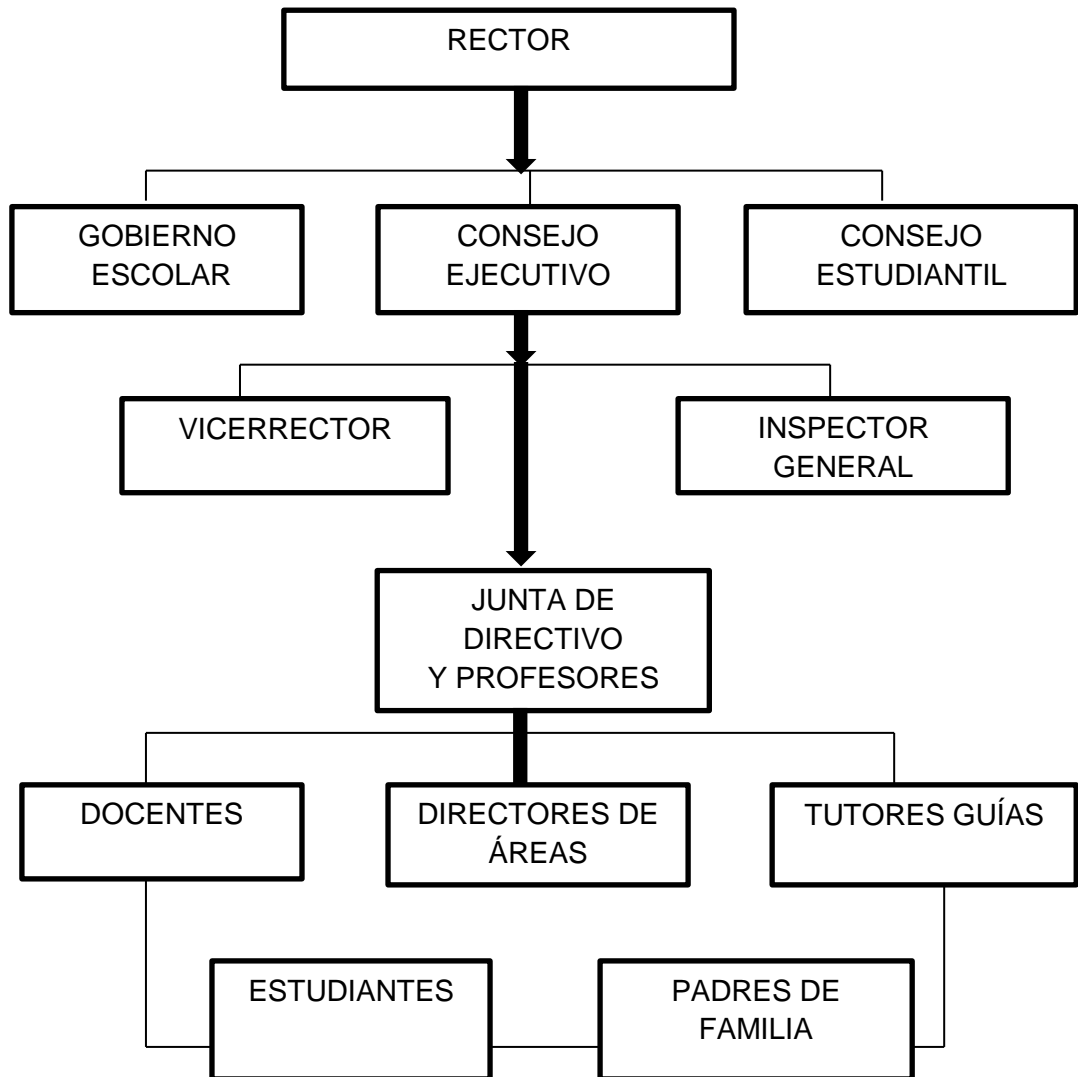 RECTOR
GOBIERNO
ESCOLAR
CONSEJO
EJECUTIVO
CONSEJO
ESTUDIANTIL
VICERRECTOR
INSPECTOR
GENERAL
JUNTA DE
DIRECTIVO
Y PROFESORES
DOCENTES
DIRECTORES DE
ÁREAS
TUTORES GUÍAS
ESTUDIANTES
PADRES DE
FAMILIA